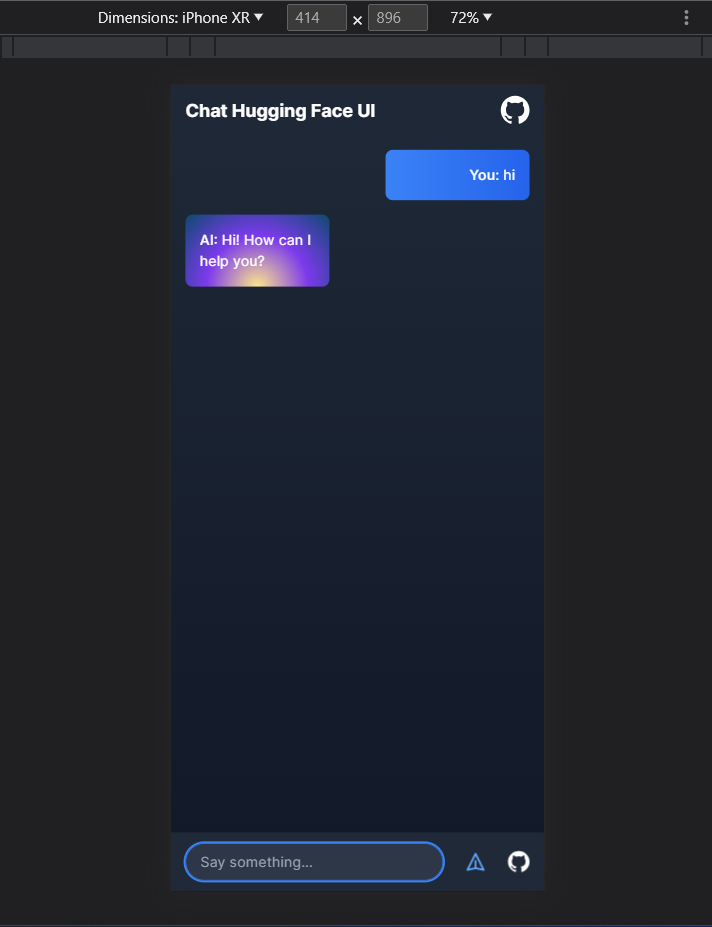 Dimensions: iPhone XR 414 × 896 72%
Chat Hugging Face UI
You: hi
AI: Hi! How can I
help you?
Say something...